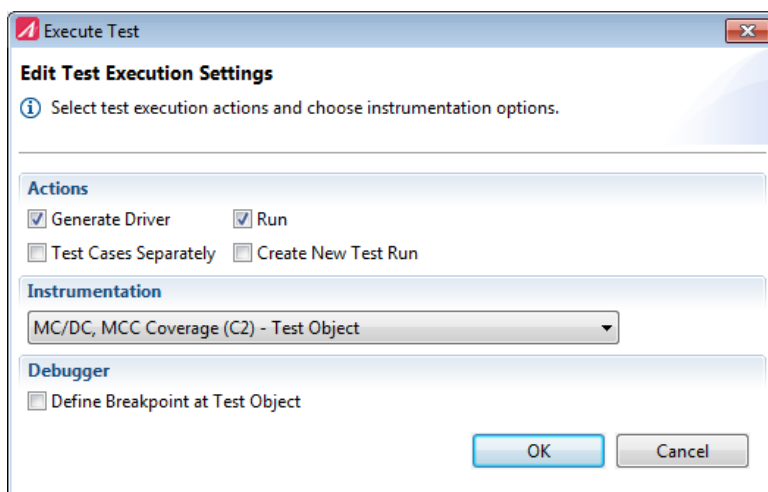 Execute Test
Edit Test Execution Settings
Select test execution actions and choose instrumentation options.
Actions
Generate Driver Run
Test Cases Separately Create New Test Run
Instrumentation
MC/DC, MCC Coverage (C2) - Test Object
Debugger
Define Breakpoint at Test Object
OK Cancel